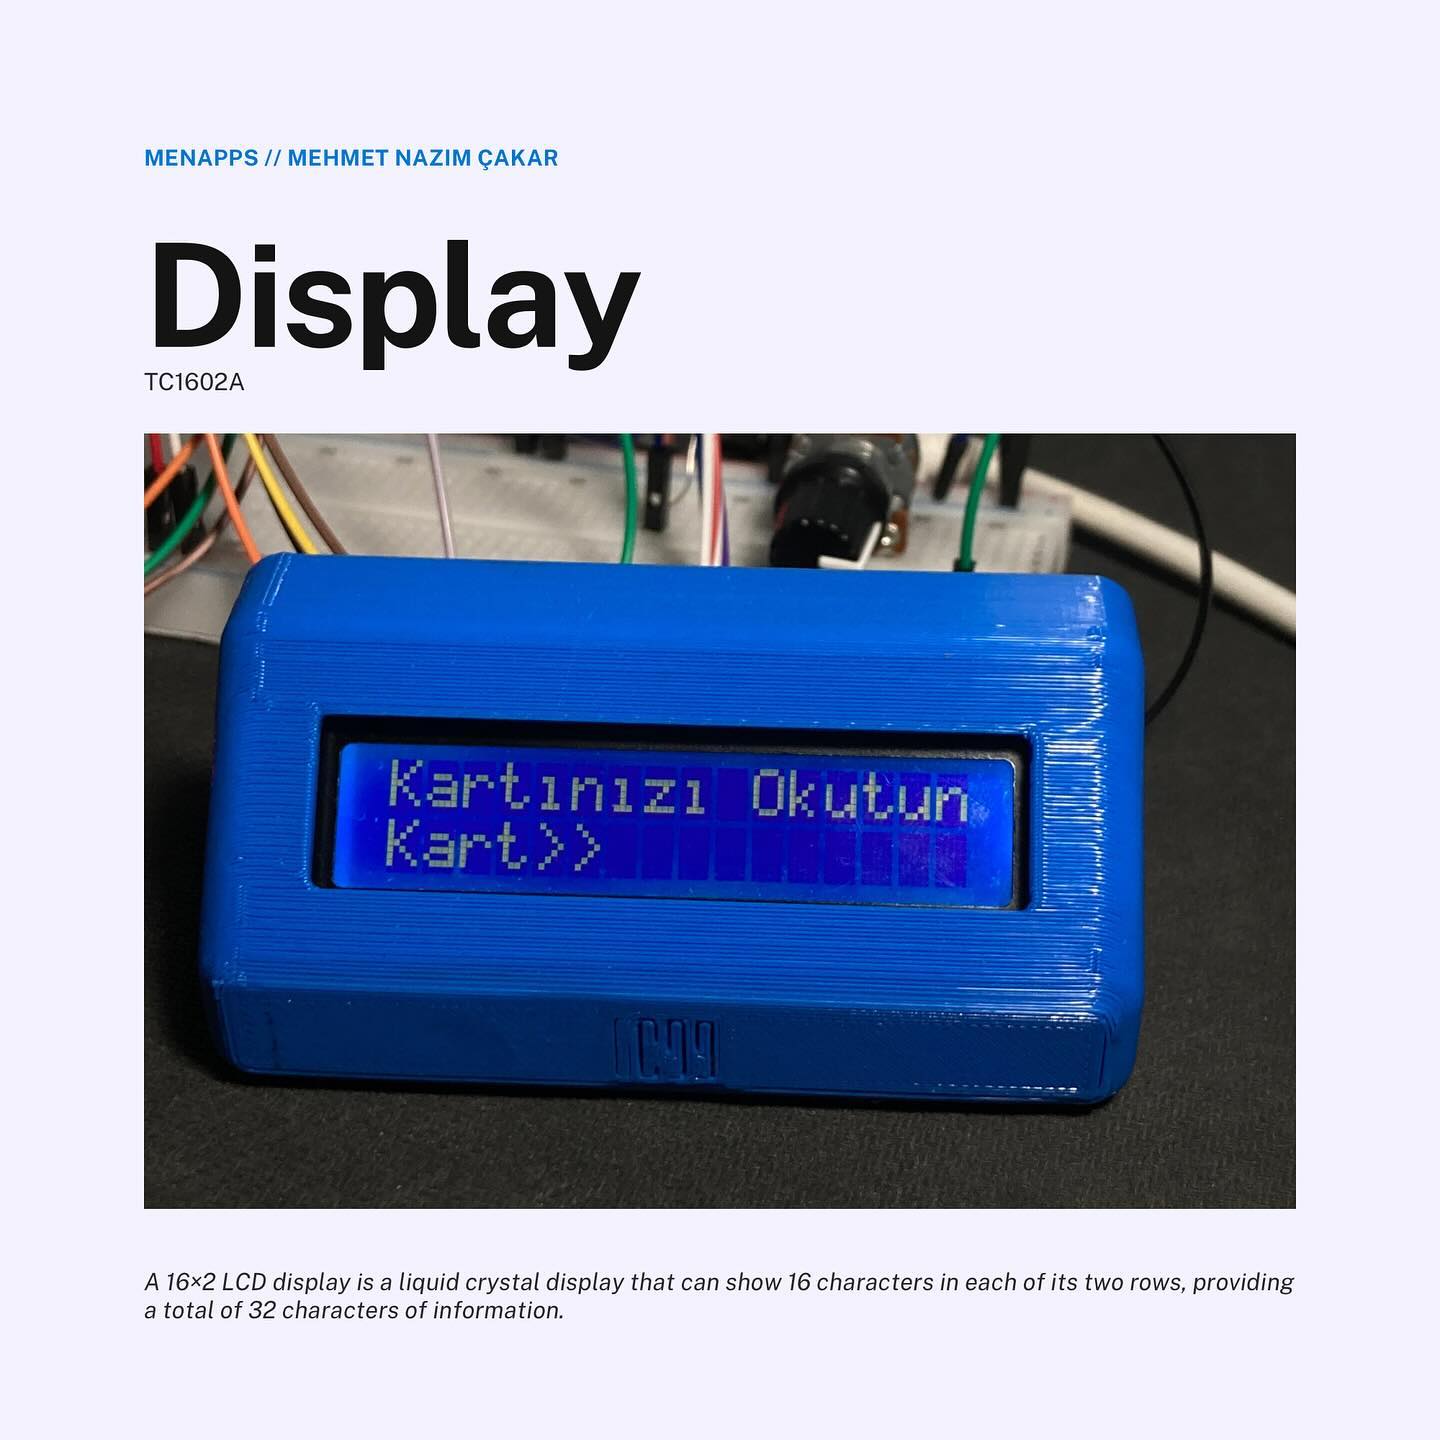 MENAPPS // MEHMET NAZIM ÇAKAR
Display
TC1602A
Kartınızı Okutun
Kart>>
A 16×2 LCD display is a liquid crystal display that can show 16 characters in each of its two rows, providing
a total of 32 characters of information.